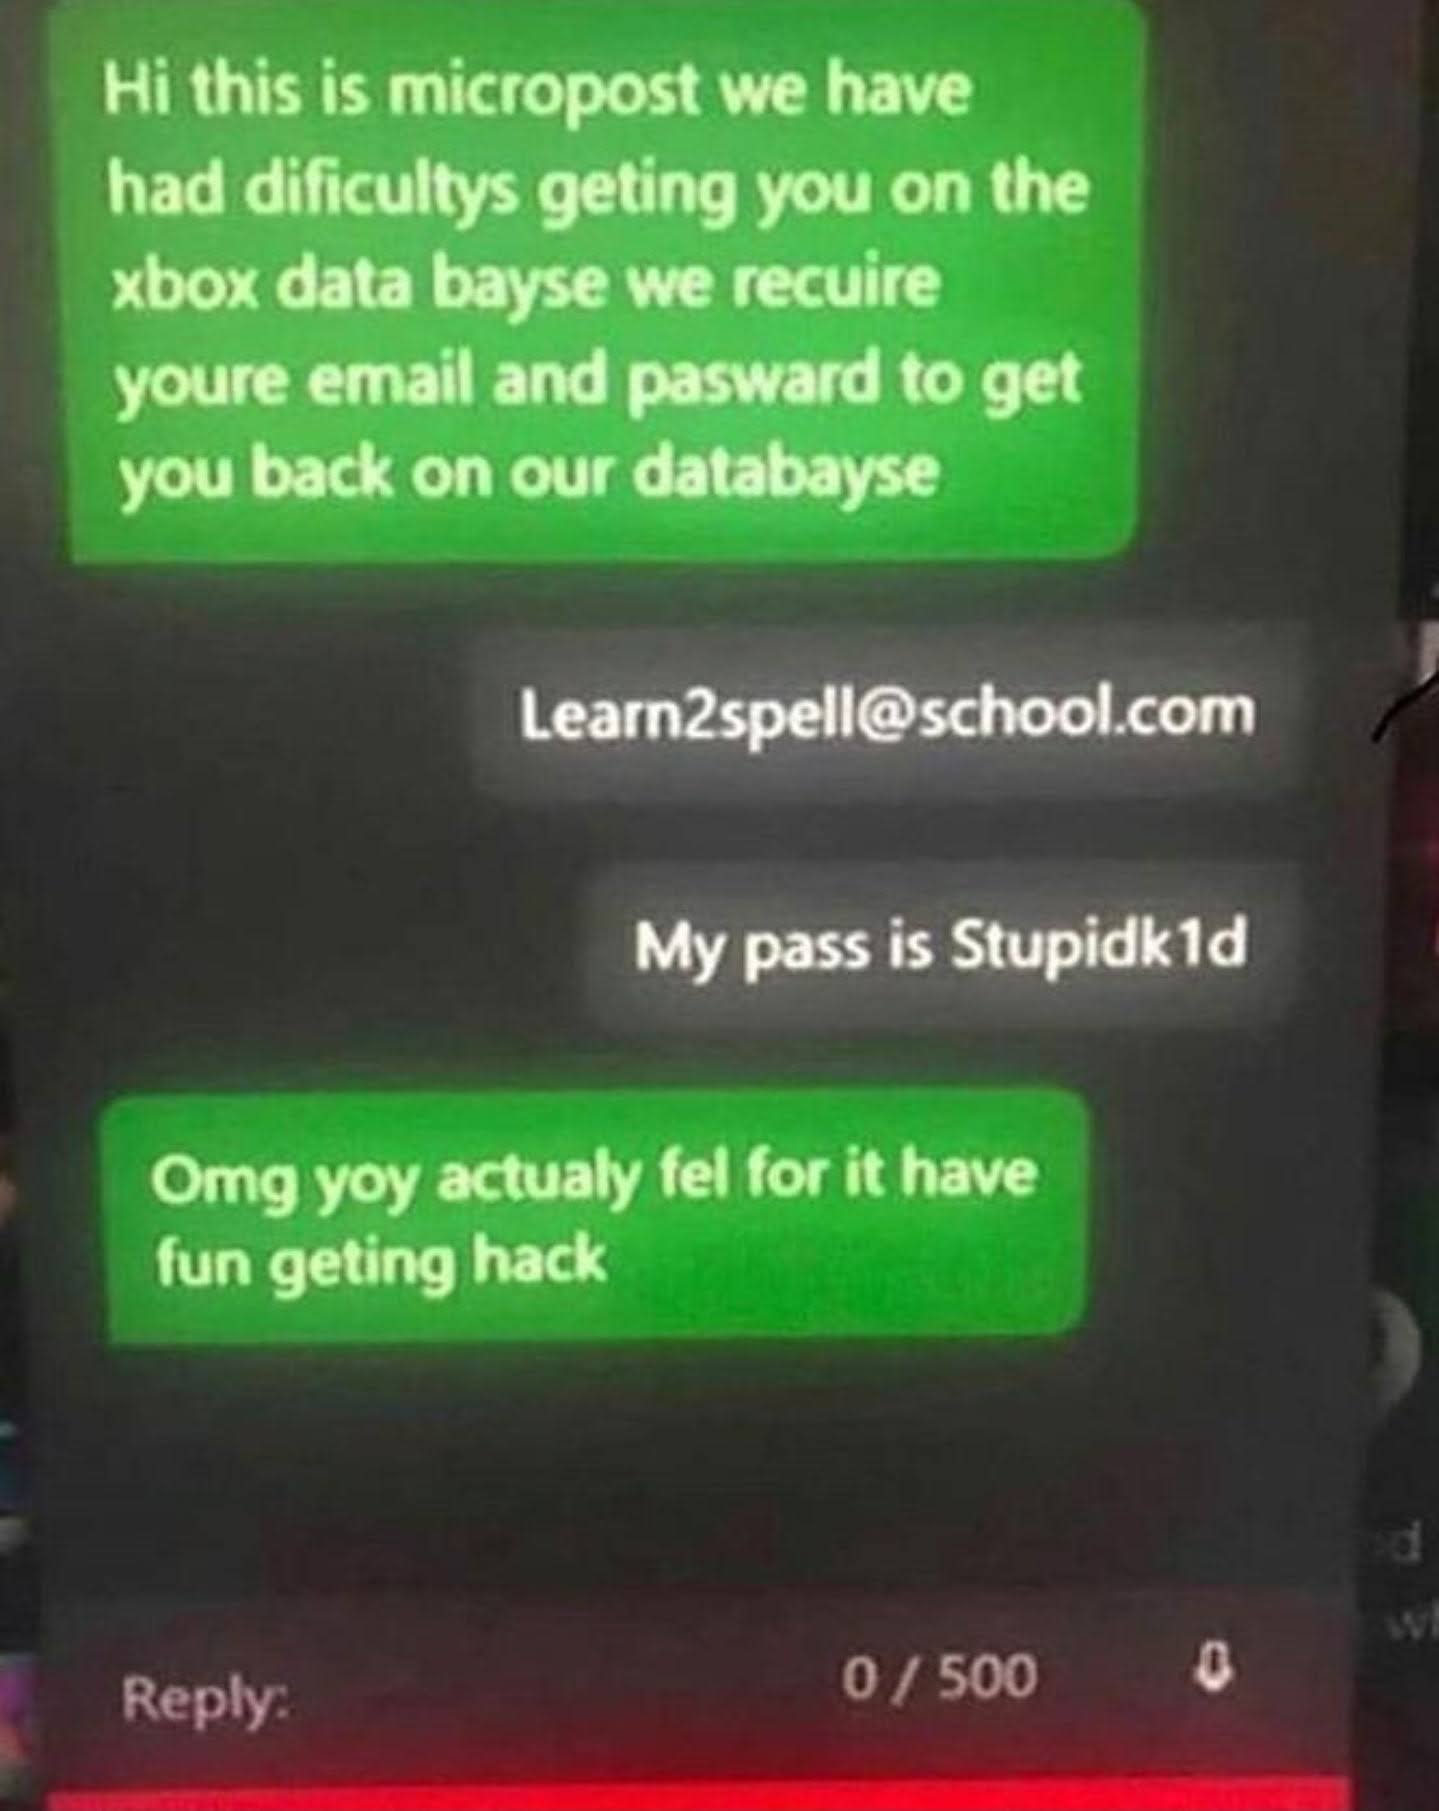 Hi this is micropost we have
had dificultys geting you on the
xbox data bayse we recuire
youre email and pasward to get
you back on our databayse
Learn2spell@school.com
My pass is Stupidk1d
Omg yoy actualy fel for it have
fun geting hack
Reply:
0 / 500